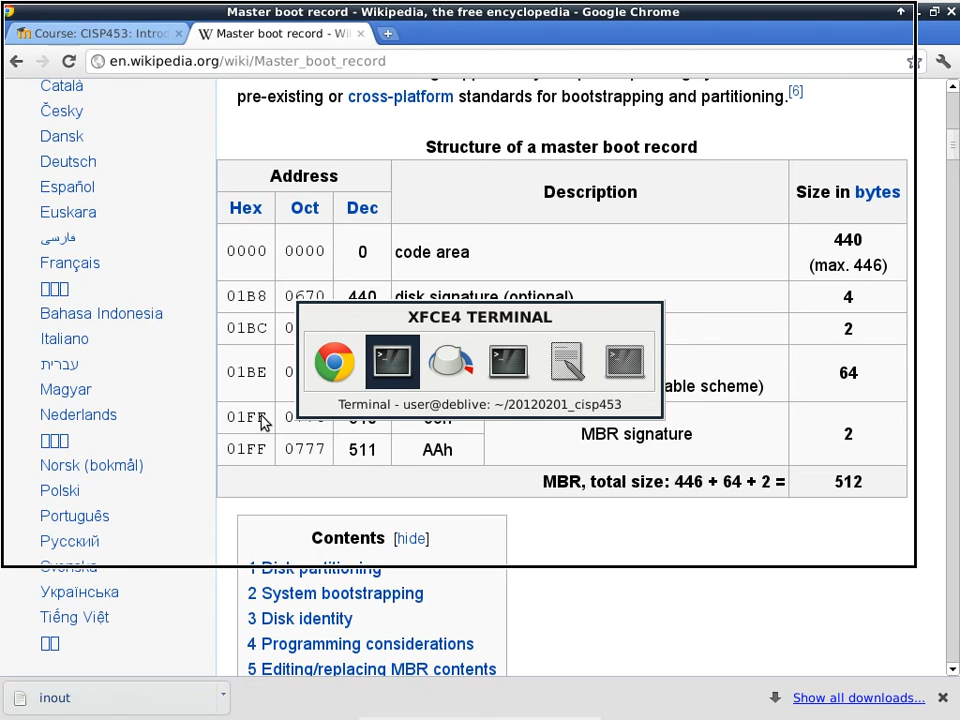 Master boot record - Wikipedia, the free encyclopedia - Google Chrome
Course: CISP453: Introd
Master boot record - Wi
en.wikipedia.org/wiki/Master_boot_record
Català
Česky
Dansk
Deutsch
Español
Euskara
فارسی
Français
Bahasa Indonesia
Italiano
עברית
Magyar
Nederlands
Norsk (bokmål)
Polski
Português
Русский
Svenska
Українська
Tiếng Việt
pre-existing or cross-platform standards for bootstrapping and partitioning.[6]
Structure of a master boot record
Address Description Size in bytes
Hex Oct Dec
0000 0000 0 code area 440
(max. 446)
01B8 0670 440 disk signature (optional) 4
01BC 2
01BE able scheme) 64
MBR signature 2
01FF 0777 511 AAh
MBR, total size: 446 + 64 + 2 = 512
XFCE4 TERMINAL
Terminal - user@deblive: ~/20120201_cisp453
Contents [hide]
1 Disk partitioning
2 System bootstrapping
3 Disk identity
4 Programming considerations
5 Editing/replacing MBR contents
inout
Show all downloads...